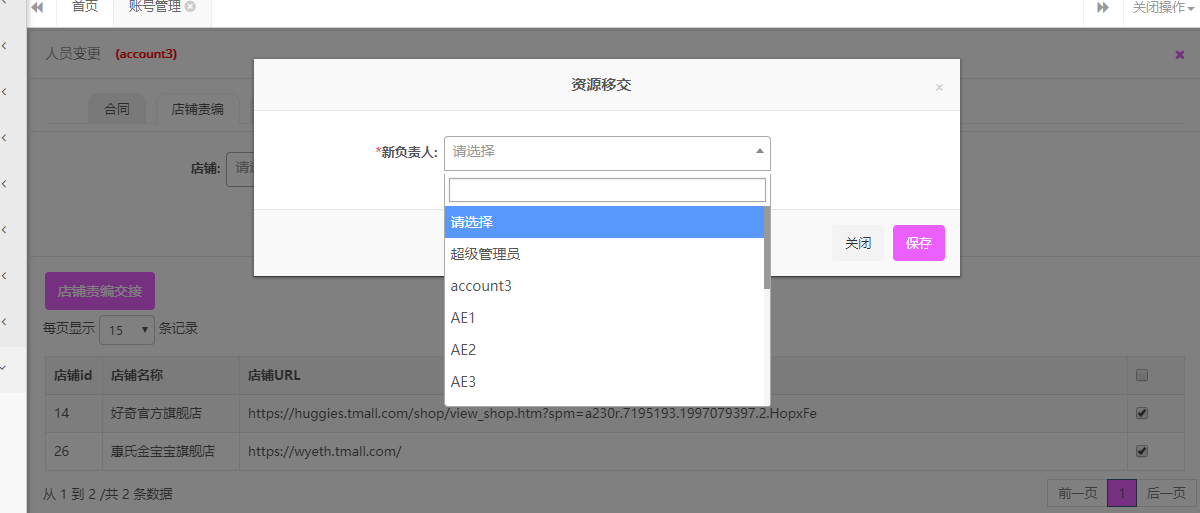 首页
账号管理
关闭操作
人员变更 (account3)
资源移交
×
合同
店铺责编
*新负责人:
请选择
店铺:
请选择
超级管理员
account3
AE1
AE2
AE3
关闭
保存
店铺责编交接
每页显示 15 条记录
店铺id 店铺名称 店铺URL
14 好奇官方旗舰店 https://huggies.tmall.com/shop/view_shop.htm?spm=a230r.7195193.1997079397.2.HopxFe
26 惠氏金宝宝旗舰店 https://wyeth.tmall.com/
从 1 到 2 /共 2 条数据
前一页 1 后一页